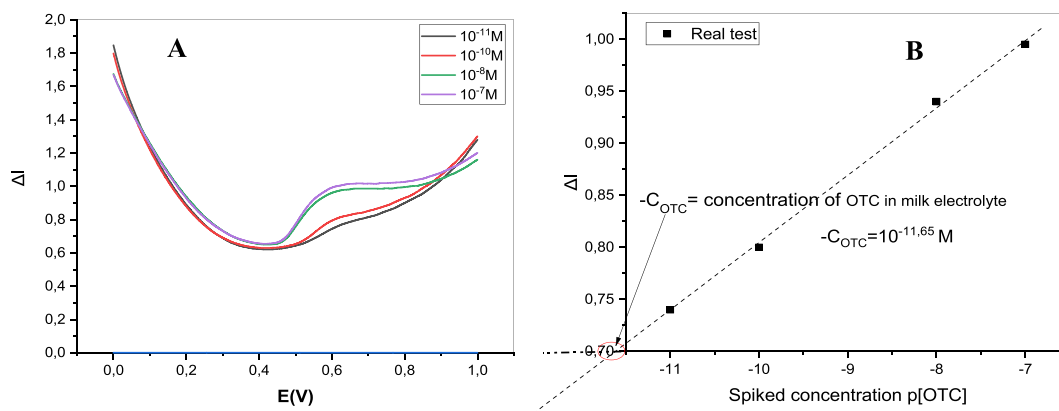 A
10⁻¹¹M
10⁻¹⁰M
10⁻⁸M
10⁻⁷M
2,0
1,8
1,6
1,4
1,2
1,0
0,8
0,6
0,4
0,2
0,0
ΔI
0,0 0,2 0,4 0,6 0,8 1,0
E(V)
B
Real test
1,00
0,95
0,90
0,85
0,80
0,75
0,70
ΔI
-C_OTC= concentration of OTC in milk electrolyte
-C_OTC=10⁻¹¹,⁶⁵ M
-11 -10 -9 -8 -7
Spiked concentration p[OTC]